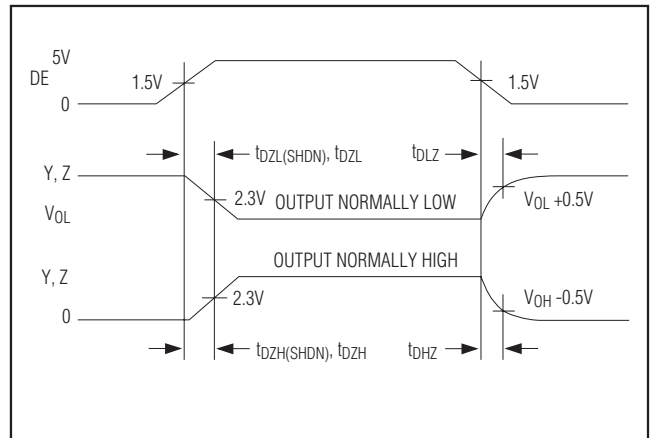 5V
DE
1.5V
1.5V
0
tDZL(SHDN), tDZL
tDLZ
Y, Z
2.3V
OUTPUT NORMALLY LOW
VOL +0.5V
VOL
OUTPUT NORMALLY HIGH
Y, Z
2.3V
VOH -0.5V
0
tDZH(SHDN), tDZH
tDHZ